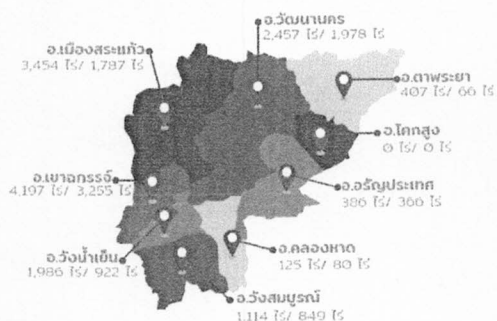 อ.วัฒนานคร
2,457 ไร่/ 1,978 ไร่
อ.เมืองสระแก้ว
3,454 ไร่/ 1,787 ไร่
อ.ตาพระยา
407 ไร่/ 66 ไร่
อ.โคกสูง
0 ไร่/ 0 ไร่
อ.เขาฉกรรจ์
4,197 ไร่/ 3,255 ไร่
อ.อรัญประเทศ
386 ไร่/ 366 ไร่
อ.วังน้ำเย็น
1,986 ไร่/ 922 ไร่
อ.คลองหาด
125 ไร่/ 80 ไร่
อ.วังสมบูรณ์
1,114 ไร่/ 849 ไร่